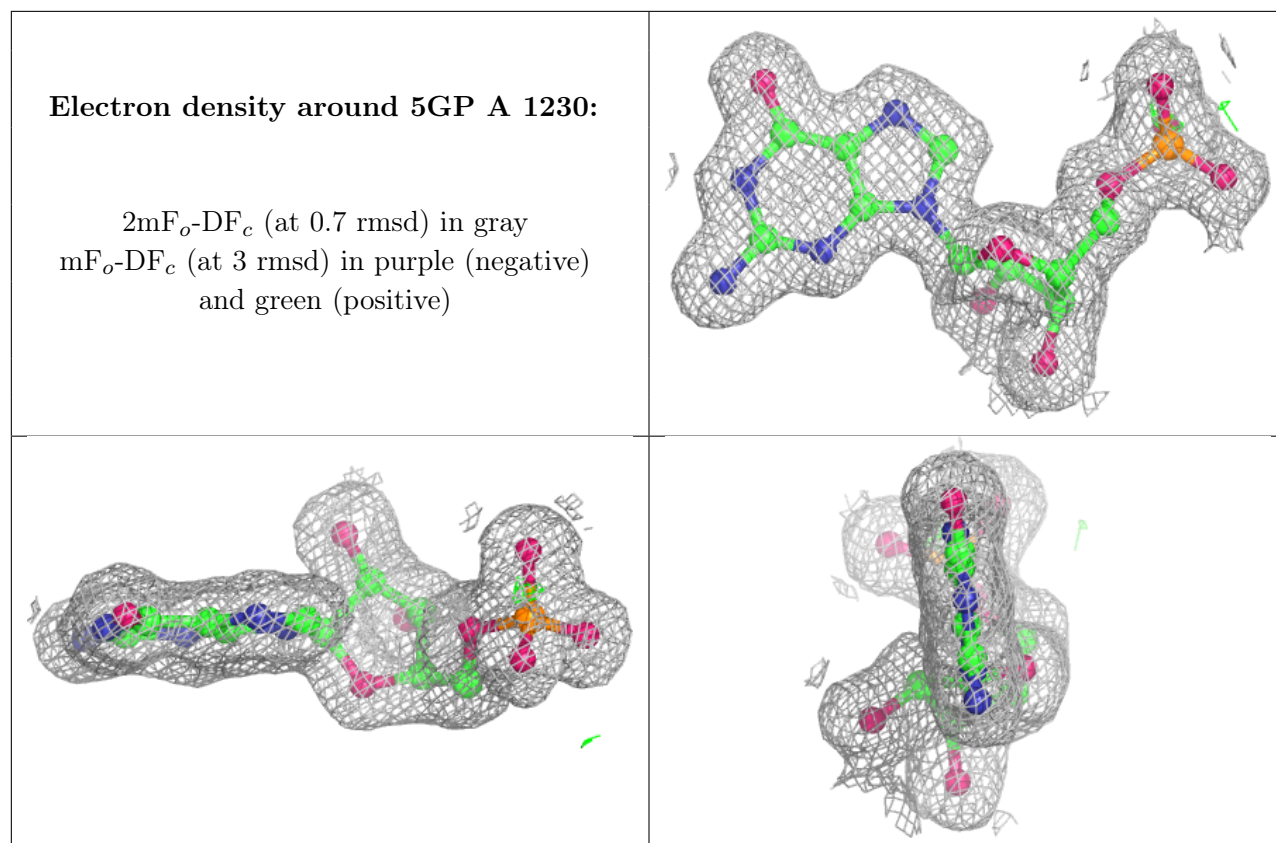 Electron density around 5GP A 1230:
2mFo-DFc (at 0.7 rmsd) in gray
mFo-DFc (at 3 rmsd) in purple (negative)
and green (positive)